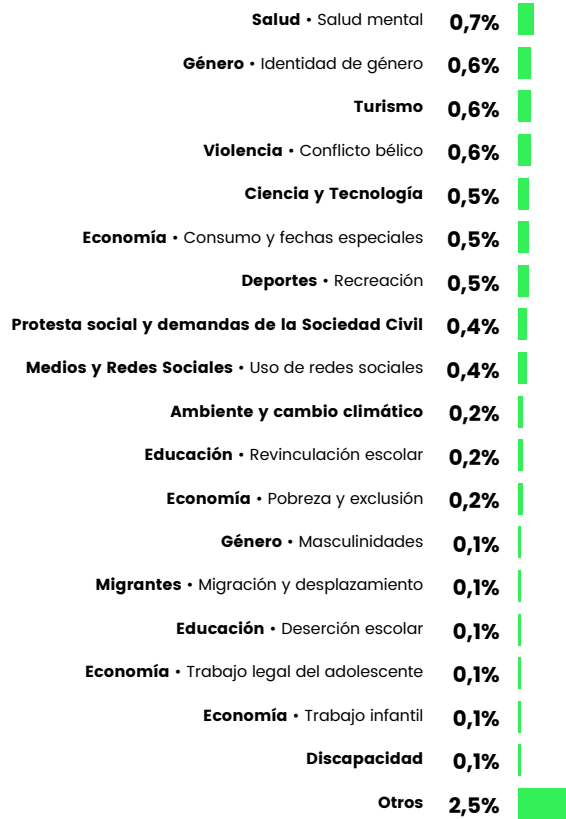 Salud • Salud mental 0,7%
Género • Identidad de género 0,6%
Turismo 0,6%
Violencia • Conflicto bélico 0,6%
Ciencia y Tecnología 0,5%
Economía • Consumo y fechas especiales 0,5%
Deportes • Recreación 0,5%
Protesta social y demandas de la Sociedad Civil 0,4%
Medios y Redes Sociales • Uso de redes sociales 0,4%
Ambiente y cambio climático 0,2%
Educación • Revinculación escolar 0,2%
Economía • Pobreza y exclusión 0,2%
Género • Masculinidades 0,1%
Migrantes • Migración y desplazamiento 0,1%
Educación • Deserción escolar 0,1%
Economía • Trabajo legal del adolescente 0,1%
Economía • Trabajo infantil 0,1%
Discapacidad 0,1%
Otros 2,5%